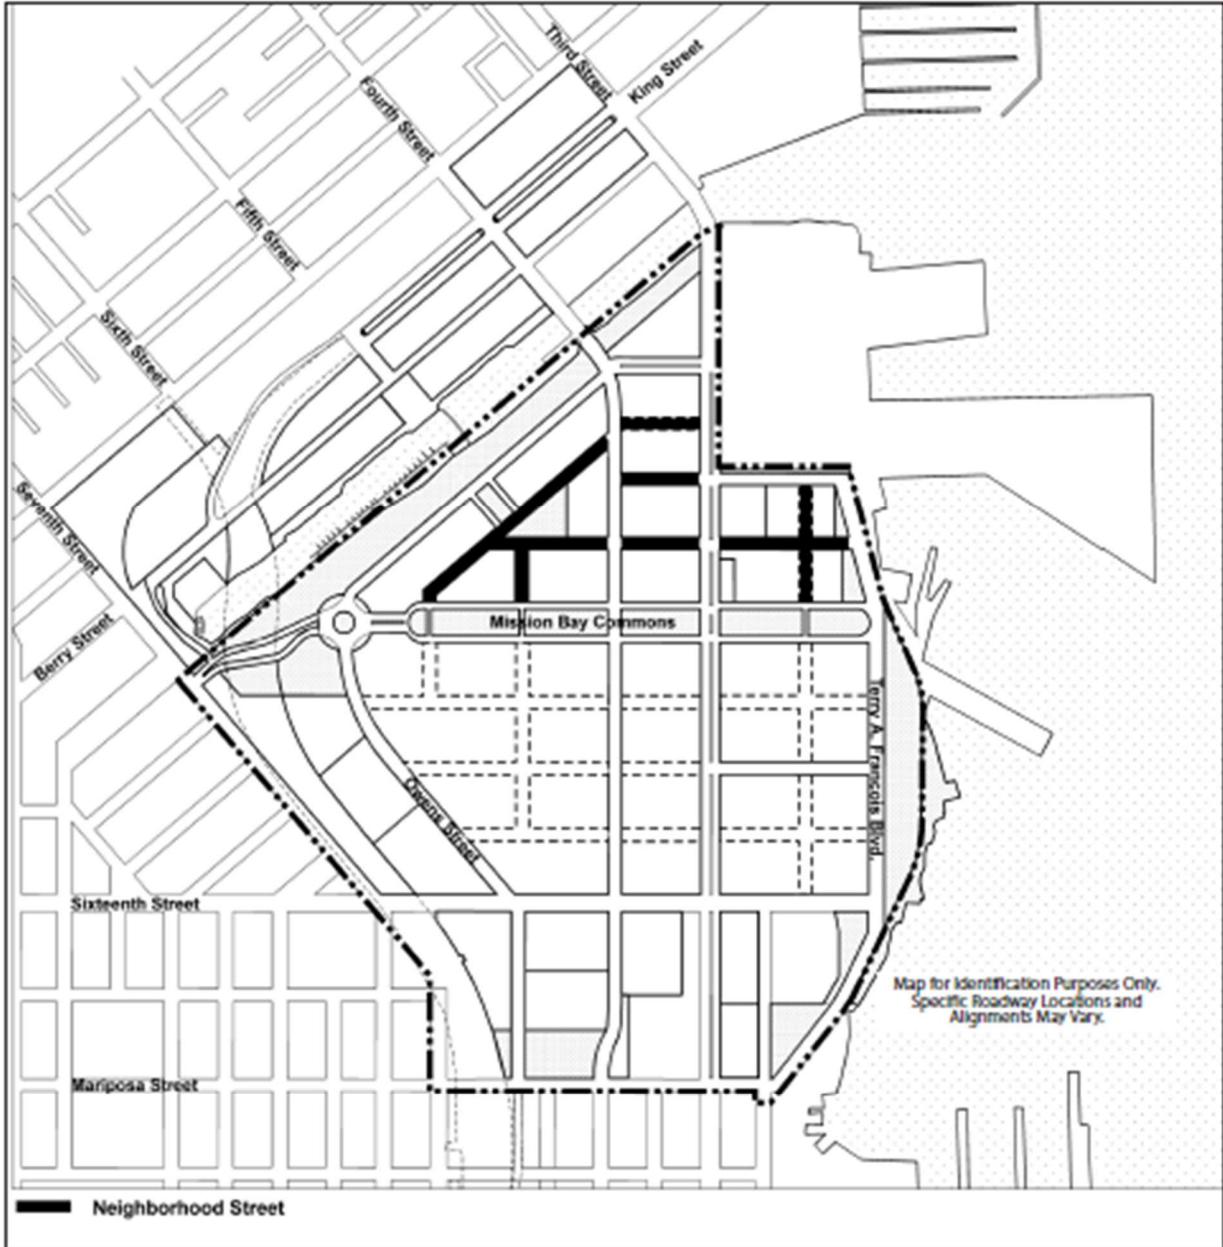 Third Street
King Street
Fourth Street
Fifth Street
Sixth Street
Seventh Street
Berry Street
Mission Bay Commons
Terry A. Francois Blvd.
Owens Street
Sixteenth Street
Map for Identification Purposes Only.
Specific Roadway Locations and
Alignments May Vary.
Mariposa Street
Neighborhood Street